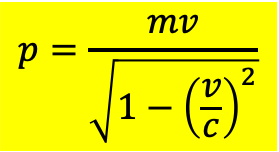 p = mv / √(1 − (v/c)²)